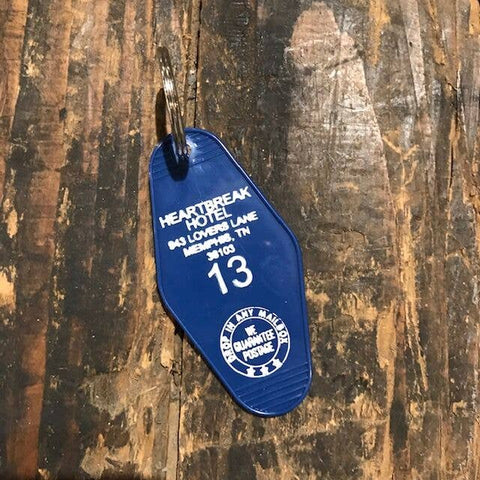 HEARTBREAK
HOTEL
943 LOVERS LANE
MEMPHIS, TN
38103
13
DROP IN ANY MAILBOX
WE
GUARANTEE
POSTAGE